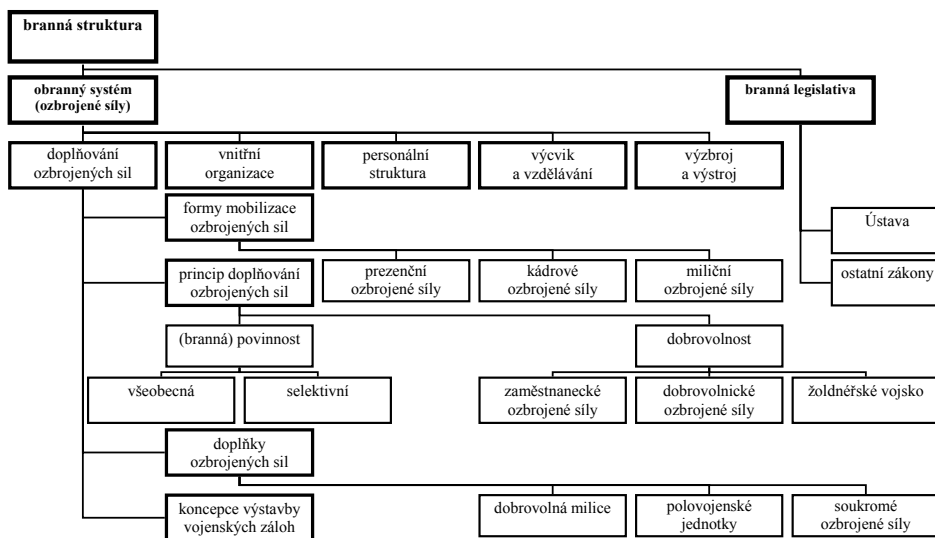 branná struktura
obranný systém
(ozbrojené síly)
branná legislativa
doplňování
ozbrojených sil
vnitřní
organizace
personální
struktura
výcvik
a vzdělávání
výzbroj
a výstroj
formy mobilizace
ozbrojených sil
Ústava
princip doplňování
ozbrojených sil
prezenční
ozbrojené síly
kádrové
ozbrojené síly
miliční
ozbrojené síly
ostatní zákony
(branná) povinnost
dobrovolnost
všeobecná
selektivní
zaměstnanecké
ozbrojené síly
dobrovolnické
ozbrojené síly
žoldnéřské vojsko
doplňky
ozbrojených sil
koncepce výstavby
vojenských záloh
dobrovolná milice
polovojenské
jednotky
soukromé
ozbrojené síly